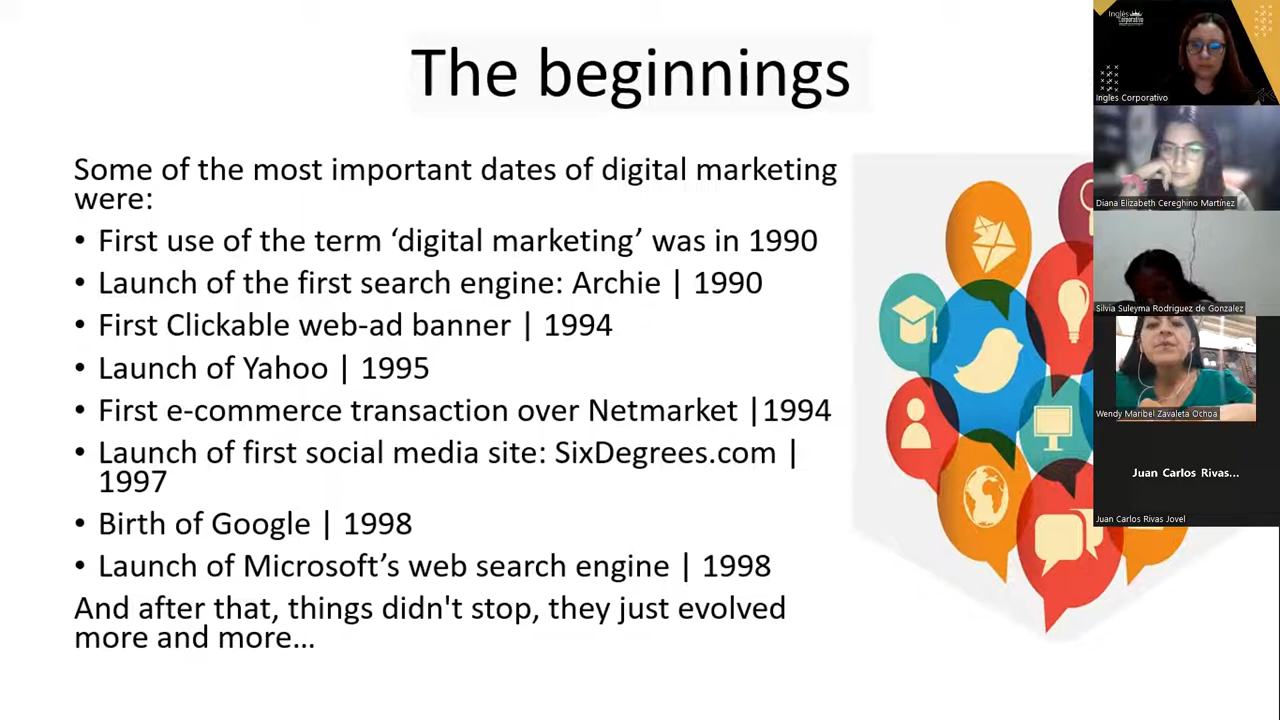 The beginnings
Some of the most important dates of digital marketing
were:
• First use of the term ‘digital marketing’ was in 1990
• Launch of the first search engine: Archie | 1990
• First Clickable web-ad banner | 1994
• Launch of Yahoo | 1995
• First e-commerce transaction over Netmarket |1994
• Launch of first social media site: SixDegrees.com |
1997
• Birth of Google | 1998
• Launch of Microsoft’s web search engine | 1998
And after that, things didn't stop, they just evolved
more and more...
Inglés
Corporativo
Ingles Corporativo
Diana Elizabeth Cereghino Martínez
Silvia Suleyma Rodriguez de Gonzalez
Wendy Maribel Zavaleta Ochoa
Juan Carlos Rivas...
Juan Carlos Rivas Jovel